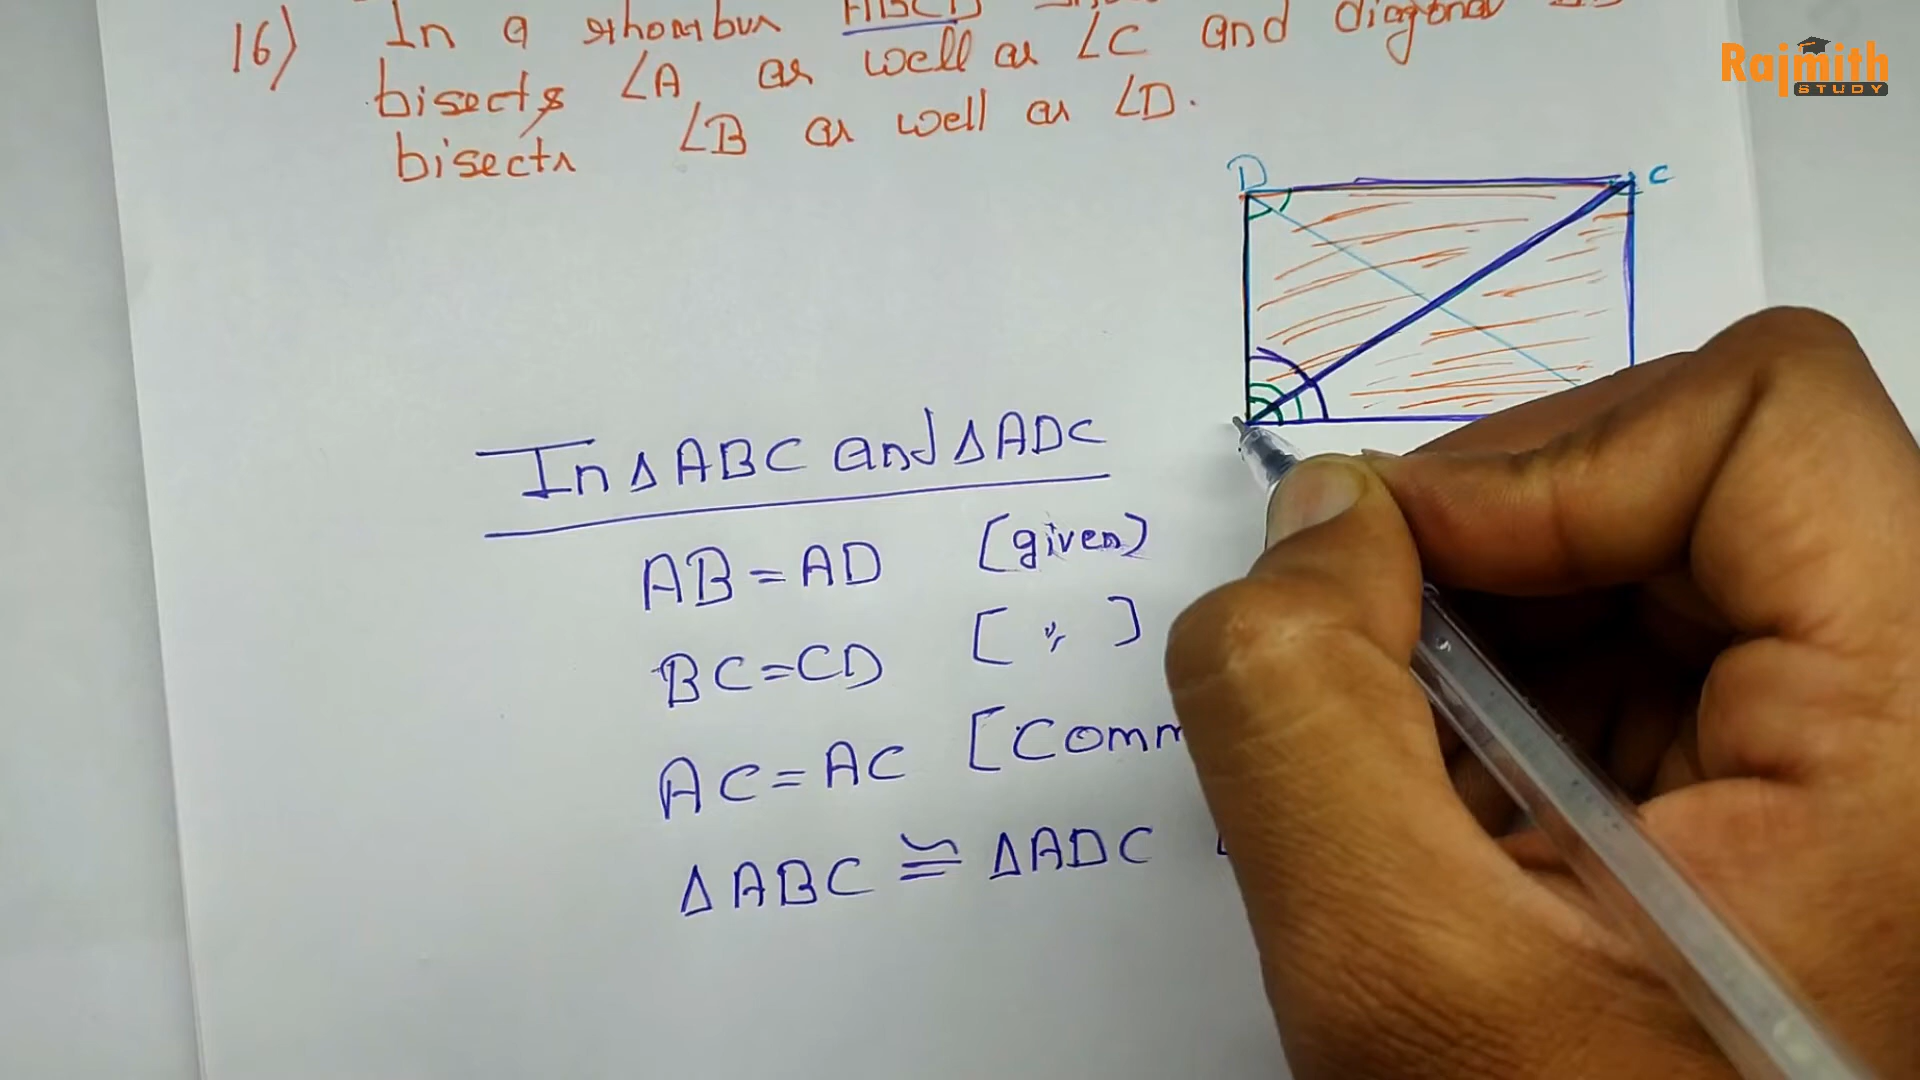 16) In a rhombus ABCD and diagonal
bisects ∠A as well as ∠C
bisects ∠B as well as ∠D.
Rajmith
STUDY
D C
In ΔABC and ΔADC
AB=AD [given]
BC=CD [ " ]
AC=AC [Comm
ΔABC ≅ ΔADC